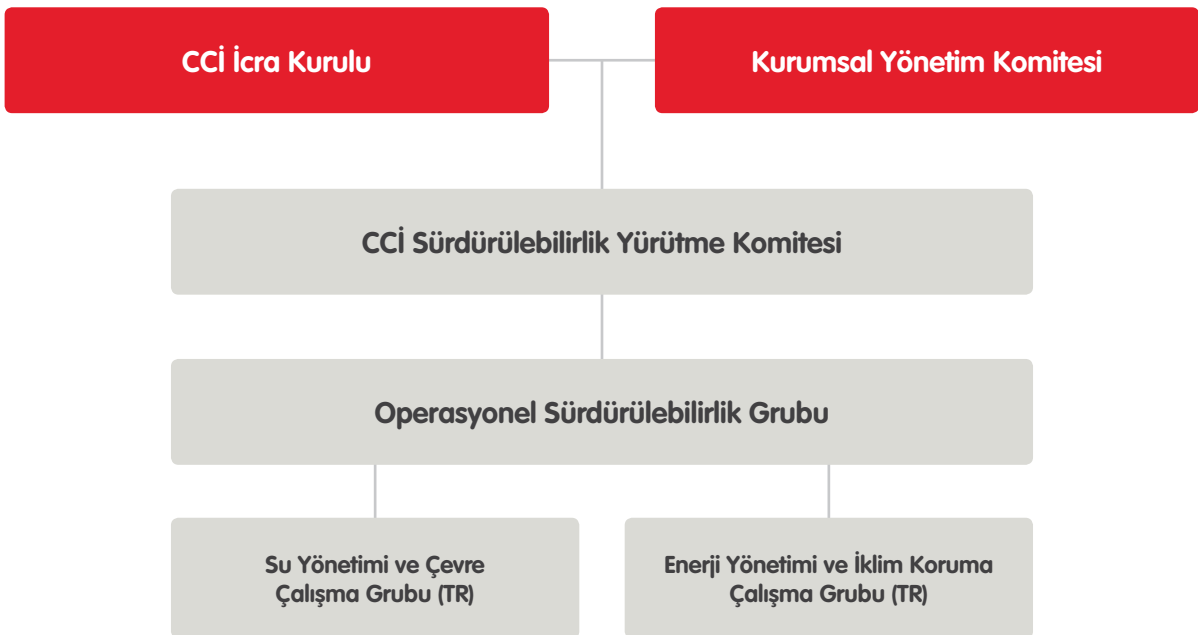 CCİ İcra Kurulu
Kurumsal Yönetim Komitesi
CCİ Sürdürülebilirlik Yürütme Komitesi
Operasyonel Sürdürülebilirlik Grubu
Su Yönetimi ve Çevre
Çalışma Grubu (TR)
Enerji Yönetimi ve İklim Koruma
Çalışma Grubu (TR)